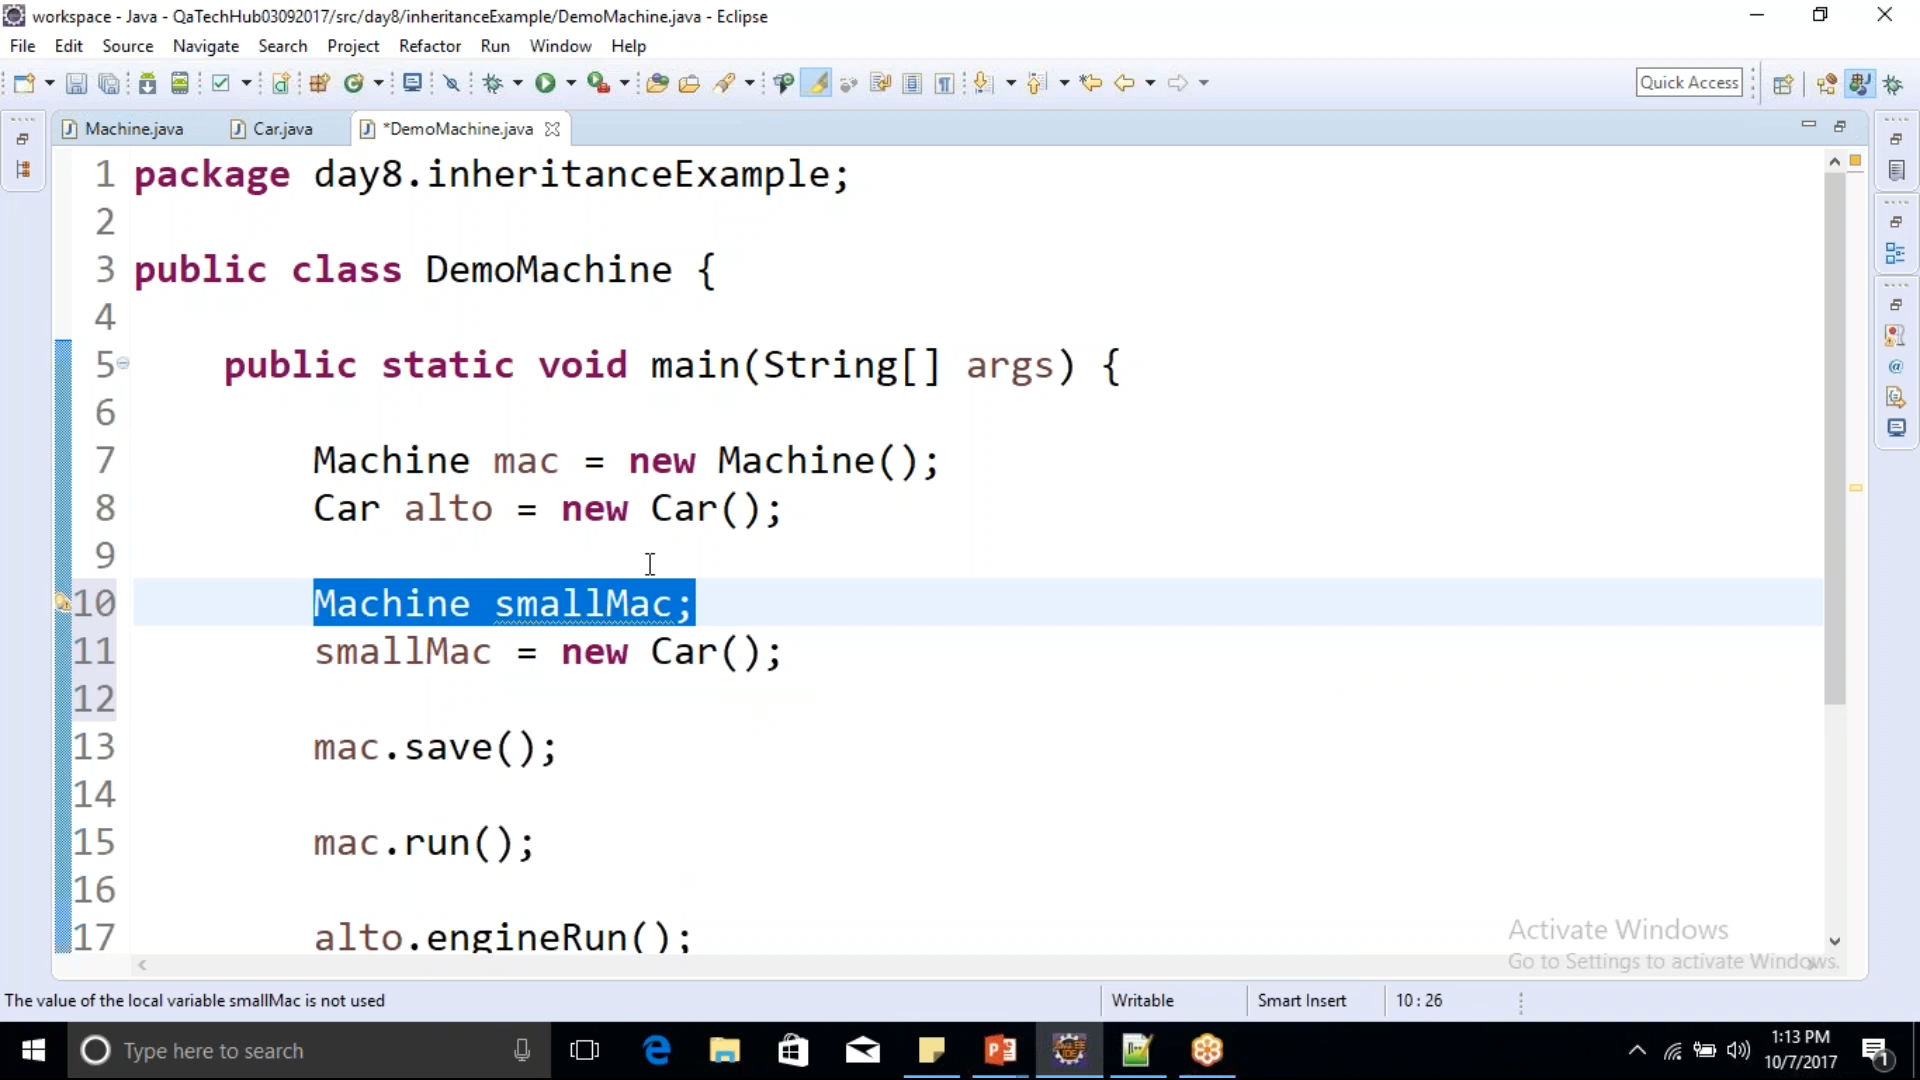 workspace - Java - QaTechHub03092017/src/day8/inheritanceExample/DemoMachine.java - Eclipse
File Edit Source Navigate Search Project Refactor Run Window Help
Quick Access
Machine.java Car.java *DemoMachine.java
1 package day8.inheritanceExample;
2
3 public class DemoMachine {
4
5 public static void main(String[] args) {
6
7 Machine mac = new Machine();
8 Car alto = new Car();
9
10 Machine smallMac;
11 smallMac = new Car();
12
13 mac.save();
14
15 mac.run();
16
17 alto.engineRun();
Activate Windows
Go to Settings to activate Windows.
The value of the local variable smallMac is not used Writable Smart Insert 10 : 26
Type here to search
1:13 PM
10/7/2017
1